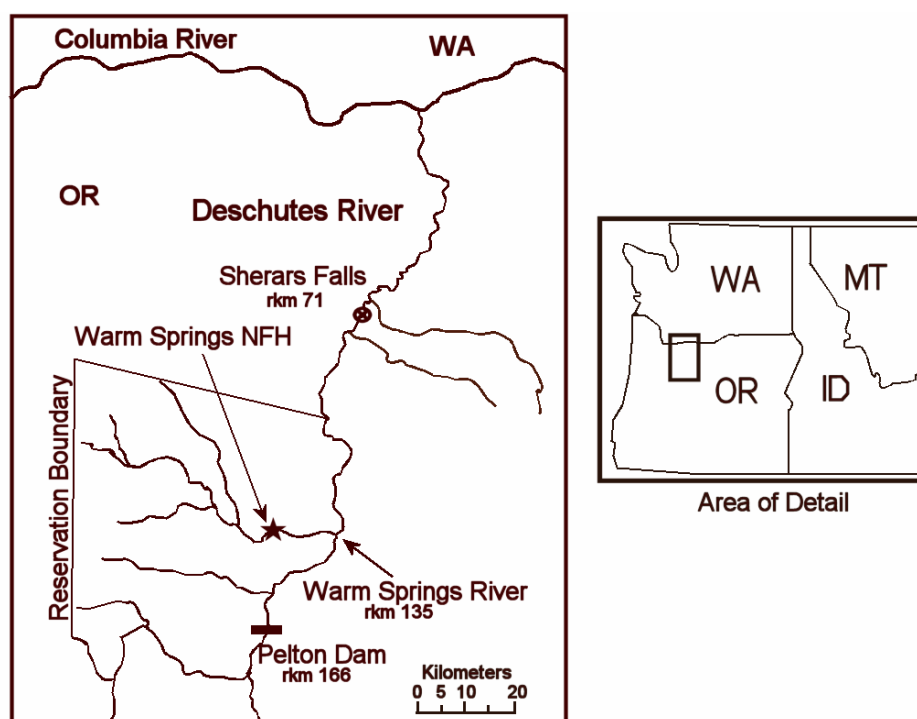 Columbia River
WA
OR
Deschutes River
Sherars Falls
rkm 71
Warm Springs NFH
Reservation Boundary
Warm Springs River
rkm 135
Pelton Dam
rkm 166
Kilometers
0 5 10 20
WA
MT
OR
ID
Area of Detail